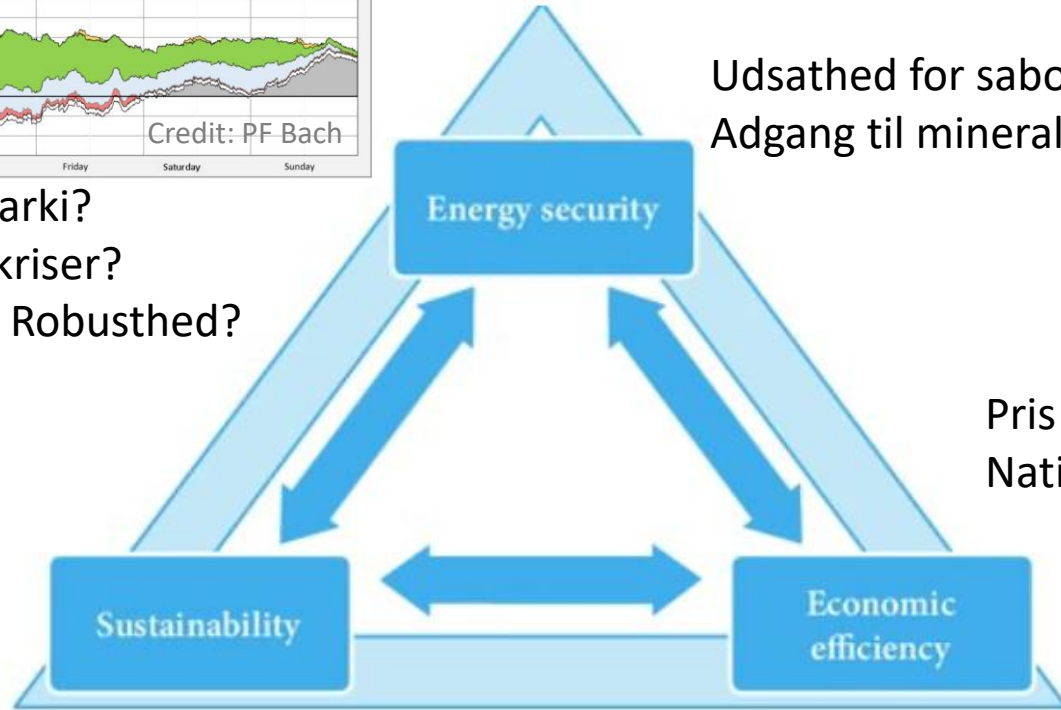 Credit: PF Bach
Friday Saturday Sunday
Udsathed for sabo
Adgang til mineral
arki?
kriser?
Robusthed?
Energy security
Pris
Nati
Sustainability
Economic
efficiency